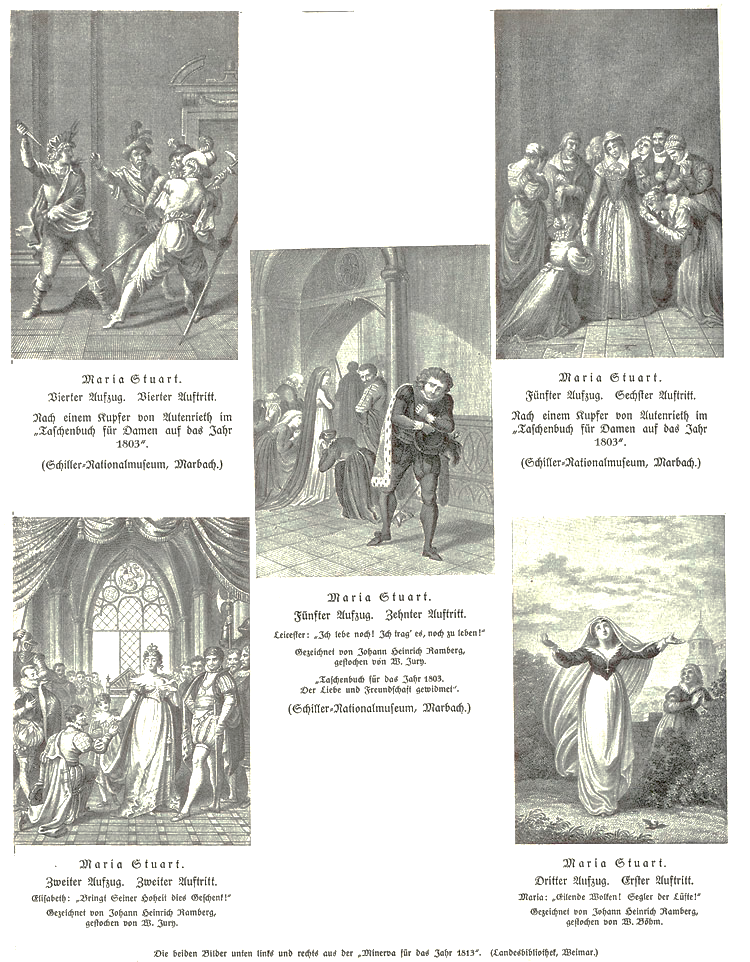 Maria Stuart.
Vierter Aufzug. Vierter Auftritt.
Nach einem Kupfer von Autenrieth im
„Taschenbuch für Damen auf das Jahr
1803“.
(Schiller-Nationalmuseum, Marbach.)
Maria Stuart.
Fünfter Aufzug. Sechster Auftritt.
Nach einem Kupfer von Autenrieth im
„Taschenbuch für Damen auf das Jahr
1803“.
(Schiller-Nationalmuseum, Marbach.)
Maria Stuart.
Fünfter Aufzug. Zehnter Auftritt.
Leicester: „Ich lebe noch! Ich trag' es, noch zu leben!“
Gezeichnet von Johann Heinrich Ramberg,
gestochen von W. Jury.
„Taschenbuch für das Jahr 1803.
Der Liebe und Freundschaft gewidmet“.
(Schiller-Nationalmuseum, Marbach.)
Maria Stuart.
Zweiter Aufzug. Zweiter Auftritt.
Elisabeth: „Bringt Seiner Hoheit dies Geschenk!“
Gezeichnet von Johann Heinrich Ramberg,
gestochen von W. Jury.
Maria Stuart.
Dritter Aufzug. Erster Auftritt.
Maria: „Eilende Wolken! Segler der Lüfte!“
Gezeichnet von Johann Heinrich Ramberg,
gestochen von W. Böhm.
Die beiden Bilder unten links und rechts aus der „Minerva für das Jahr 1813“. (Landesbibliothek, Weimar.)